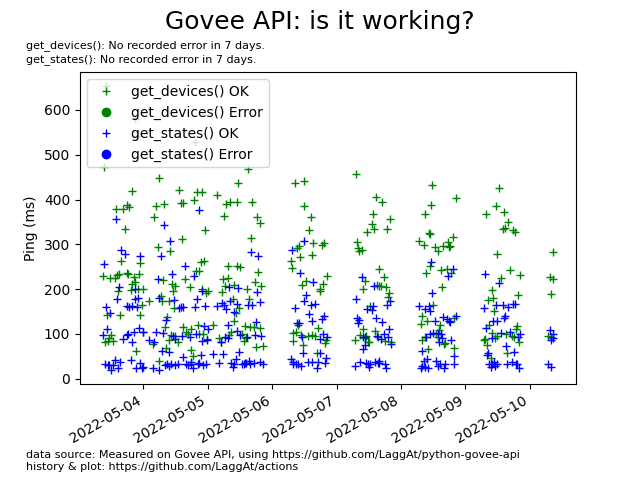 Govee API: is it working?
get_devices(): No recorded error in 7 days.
get_states(): No recorded error in 7 days.
get_devices() OK
get_devices() Error
get_states() OK
get_states() Error
Ping (ms)
600
500
400
300
200
100
0
2022-05-04
2022-05-05
2022-05-06
2022-05-07
2022-05-08
2022-05-09
2022-05-10
data source: Measured on Govee API, using https://github.com/LaggAt/python-govee-api
history & plot: https://github.com/LaggAt/actions